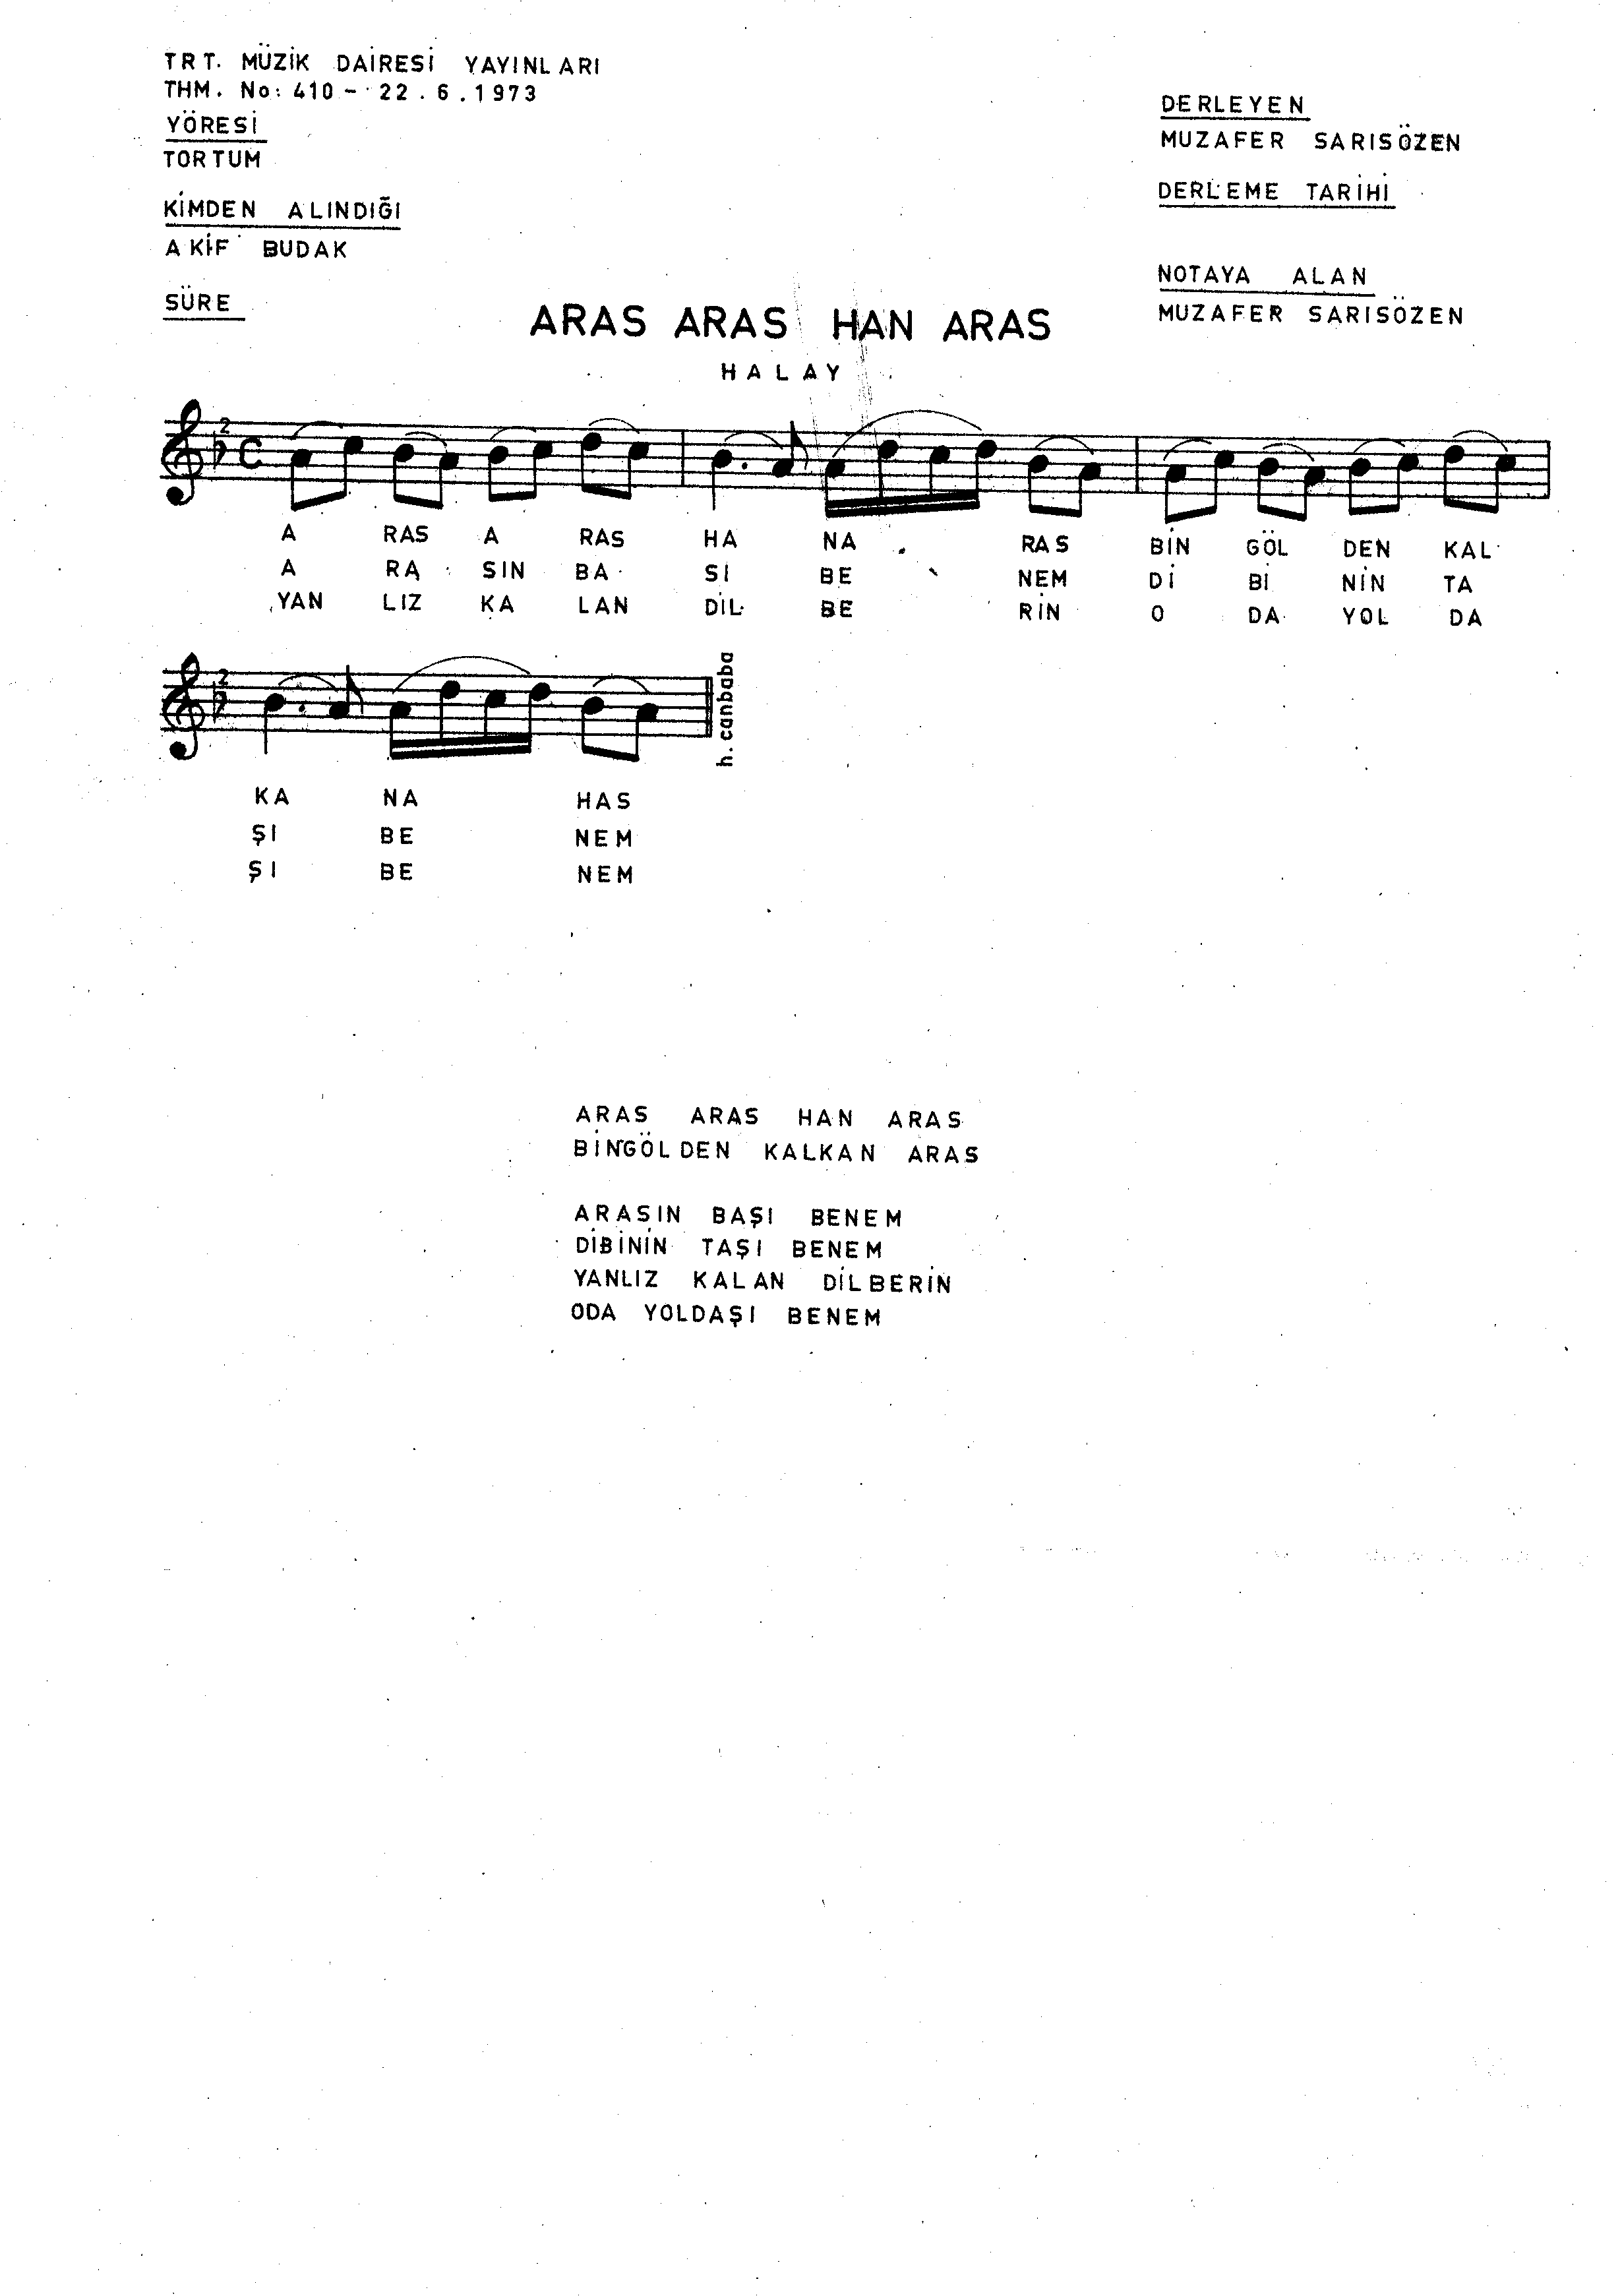 TRT. MÜZİK DAİRESİ YAYINLARI
THM. No: 410 - 22.6.1973
YÖRESİ
TORTUM
KİMDEN ALINDIĞI
AKİF BUDAK
SÜRE
DERLEYEN
MUZAFER SARISÖZEN
DERLEME TARİHİ
NOTAYA ALAN
MUZAFER SARISÖZEN
ARAS ARAS HAN ARAS
HALAY
2
A RAS A RAS HA NA RAS BİN GÖL DEN KAL
A RA SIN BA SI BE NEM Dİ Bİ NİN TA
YAN LIZ KA LAN DİL BE RİN O DA YOL DA
2
h. canbaba
KA NA HAS
ŞI BE NEM
ŞI BE NEM
ARAS ARAS HAN ARAS
BİNGÖLDEN KALKAN ARAS
ARASIN BAŞI BENEM
DİBİNİN TAŞI BENEM
YANLIZ KALAN DİLBERİN
ODA YOLDAŞI BENEM